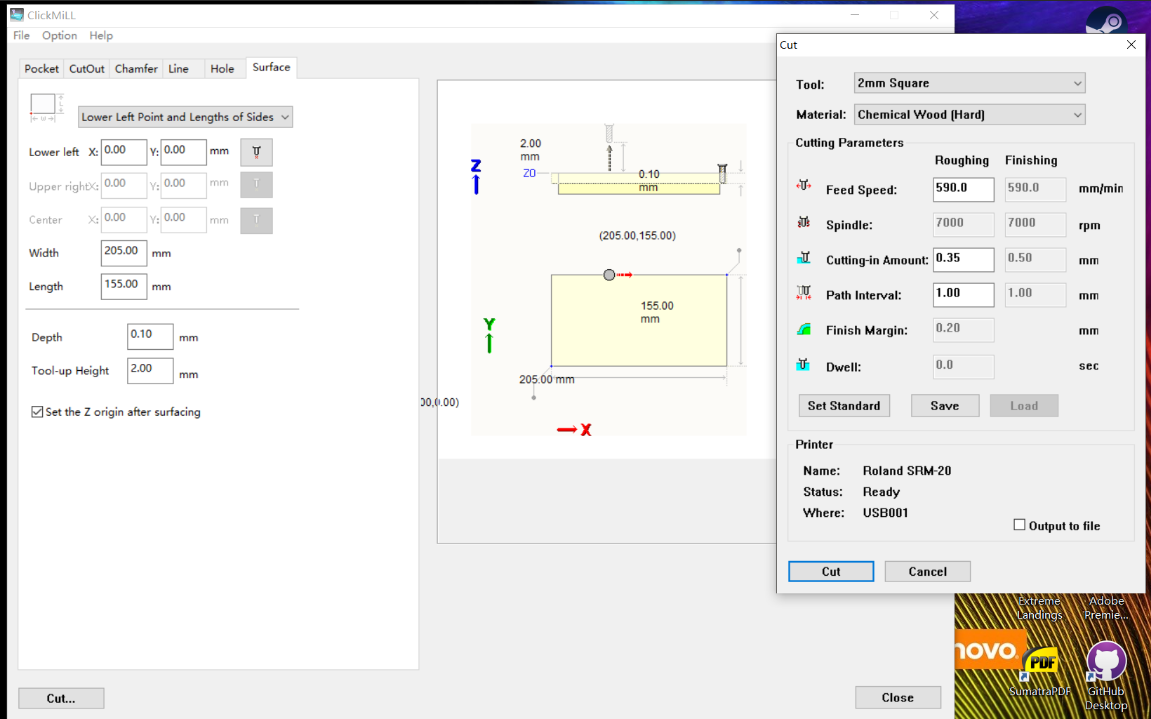 ClickMiLL
File Option Help
Pocket CutOut Chamfer Line Hole Surface
Lower Left Point and Lengths of Sides
Lower left X: 0.00 Y: 0.00 mm
Upper right X: 0.00 Y: 0.00 mm
Center X: 0.00 Y: 0.00 mm
Width 205.00 mm
Length 155.00 mm
Depth 0.10 mm
Tool-up Height 2.00 mm
Set the Z origin after surfacing
Cut...
2.00
mm
Z
Z0
0.10
mm
(205.00,155.00)
155.00
mm
Y
205.00 mm
00,0.00)
X
Close
Cut
Tool: 2mm Square
Material: Chemical Wood (Hard)
Cutting Parameters
Roughing Finishing
Feed Speed: 590.0 590.0 mm/min
Spindle: 7000 7000 rpm
Cutting-in Amount: 0.35 0.50 mm
Path Interval: 1.00 1.00 mm
Finish Margin: 0.20 mm
Dwell: 0.0 sec
Set Standard Save Load
Printer
Name: Roland SRM-20
Status: Ready
Where: USB001
Output to file
Cut Cancel
Extreme
Landings
Adobe
Premie...
novo.
PDF
SumatraPDF
GitHub
Desktop